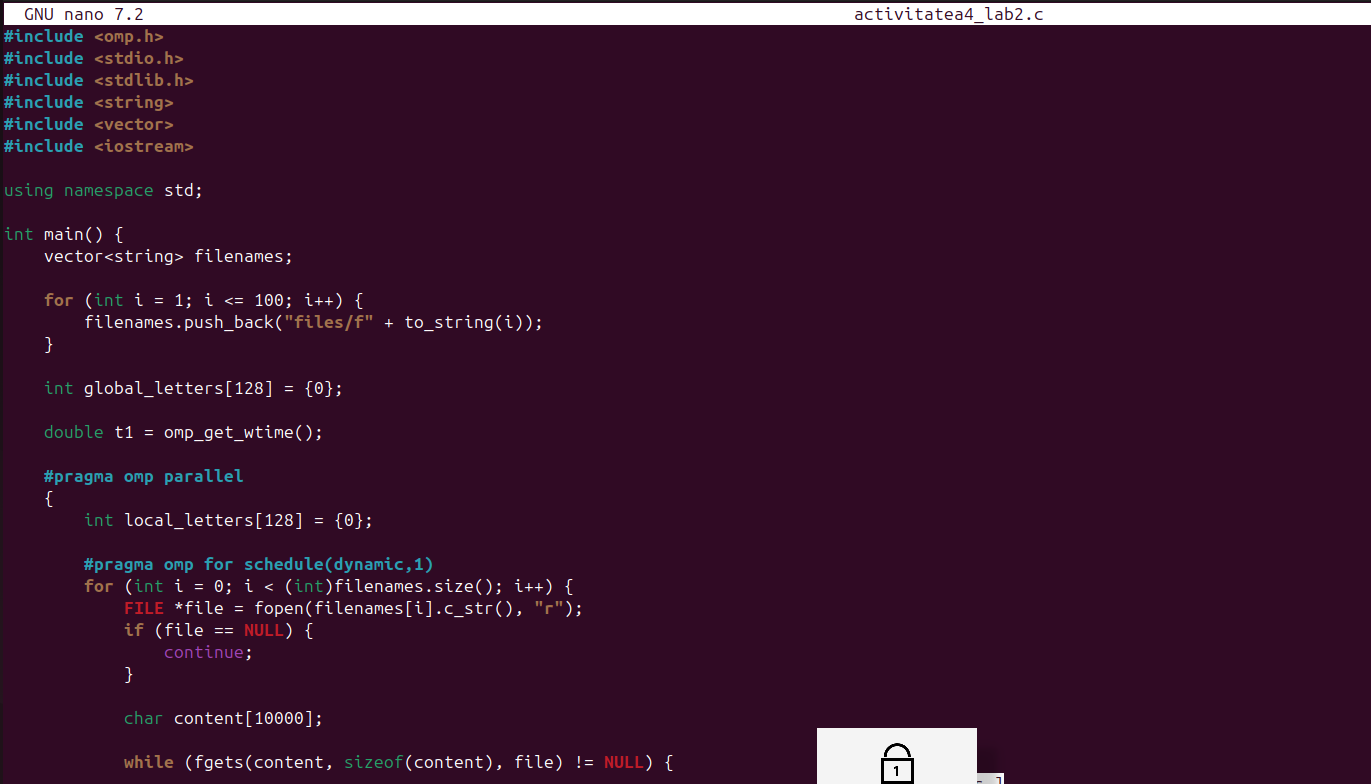 GNU nano 7.2 activitatea4_lab2.c
#include <omp.h>
#include <stdio.h>
#include <stdlib.h>
#include <string>
#include <vector>
#include <iostream>
using namespace std;
int main() {
vector<string> filenames;
for (int i = 1; i <= 100; i++) {
filenames.push_back("files/f" + to_string(i));
}
int global_letters[128] = {0};
double t1 = omp_get_wtime();
#pragma omp parallel
{
int local_letters[128] = {0};
#pragma omp for schedule(dynamic,1)
for (int i = 0; i < (int)filenames.size(); i++) {
FILE *file = fopen(filenames[i].c_str(), "r");
if (file == NULL) {
continue;
}
char content[10000];
while (fgets(content, sizeof(content), file) != NULL) {
1